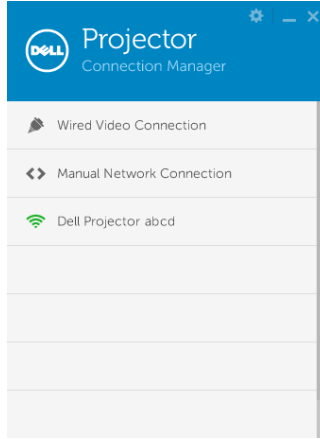 DELL
Projector
Connection Manager
Wired Video Connection
Manual Network Connection
Dell Projector abcd